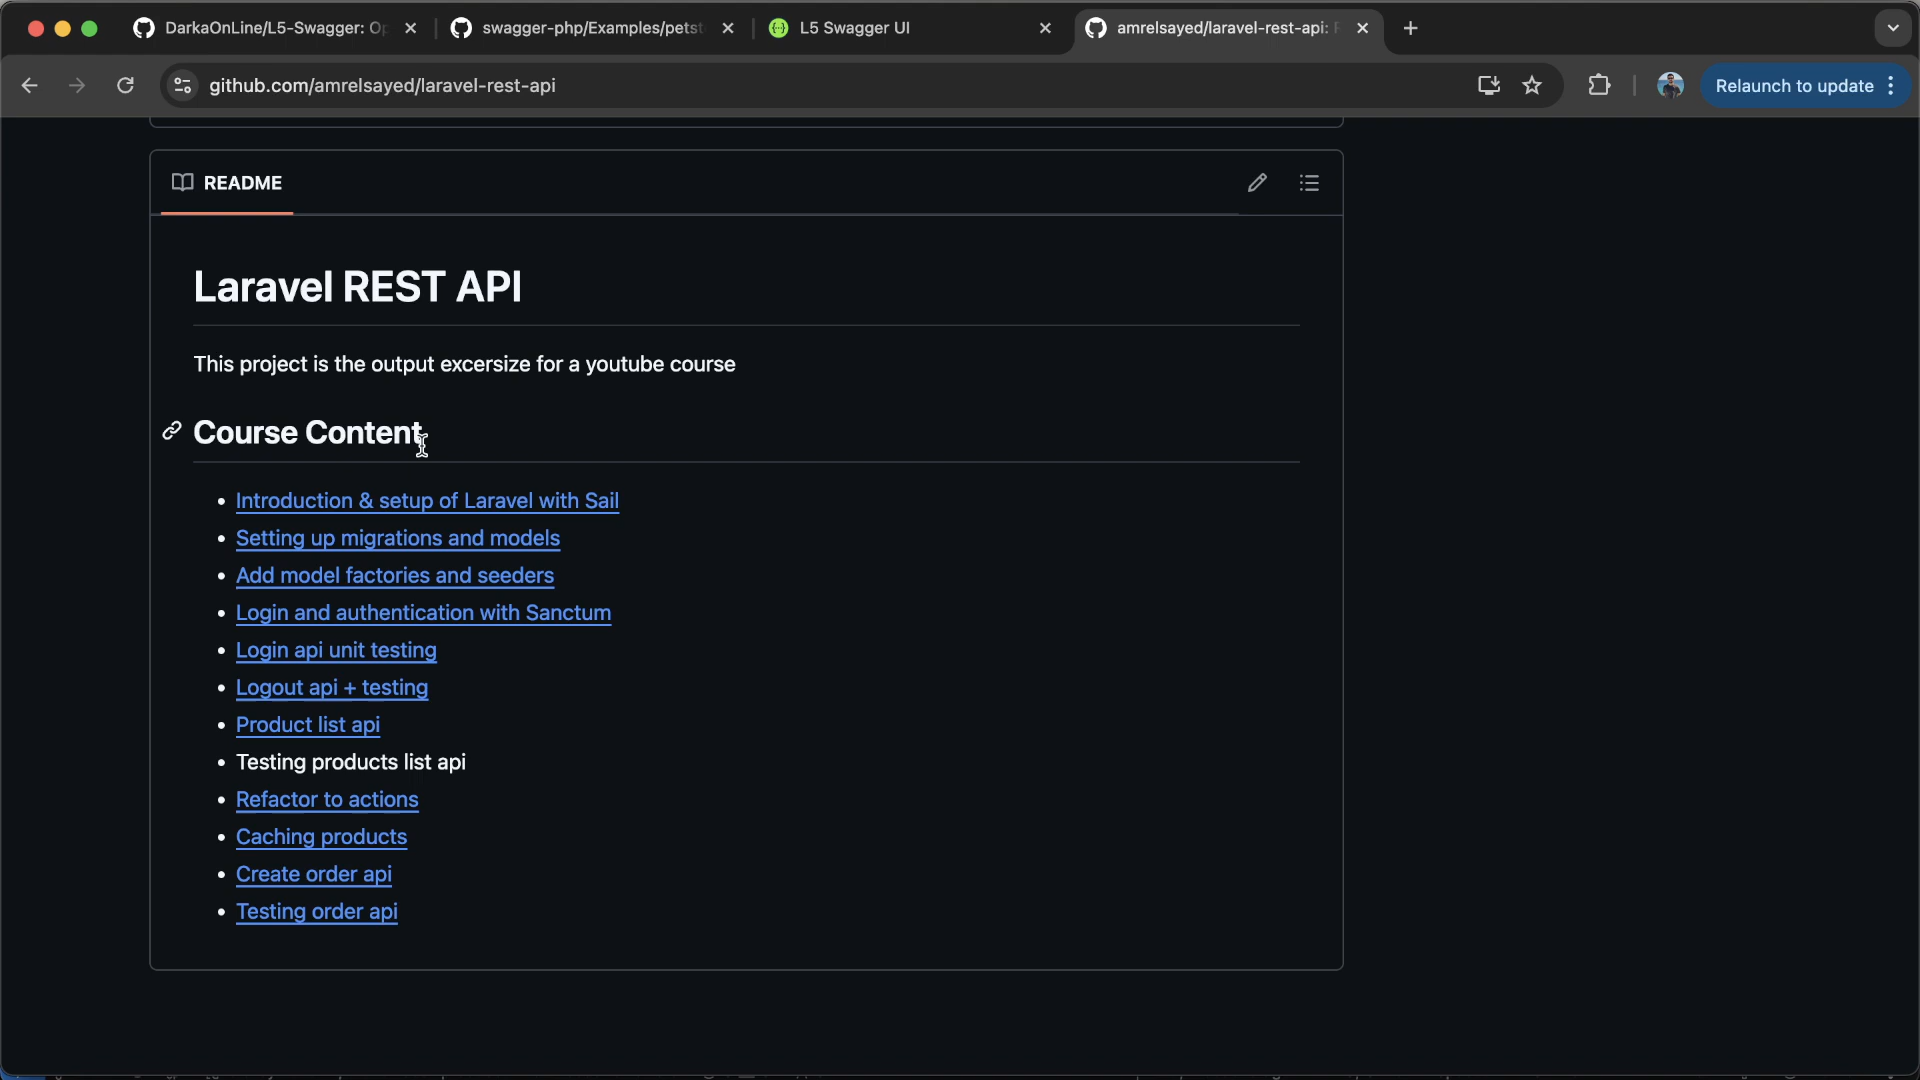 DarkaOnLine/L5-Swagger: Op
swagger-php/Examples/petst
L5 Swagger UI
amrelsayed/laravel-rest-api: R
github.com/amrelsayed/laravel-rest-api
Relaunch to update
README
Laravel REST API
This project is the output excersize for a youtube course
Course Content
Introduction & setup of Laravel with Sail
Setting up migrations and models
Add model factories and seeders
Login and authentication with Sanctum
Login api unit testing
Logout api + testing
Product list api
Testing products list api
Refactor to actions
Caching products
Create order api
Testing order api